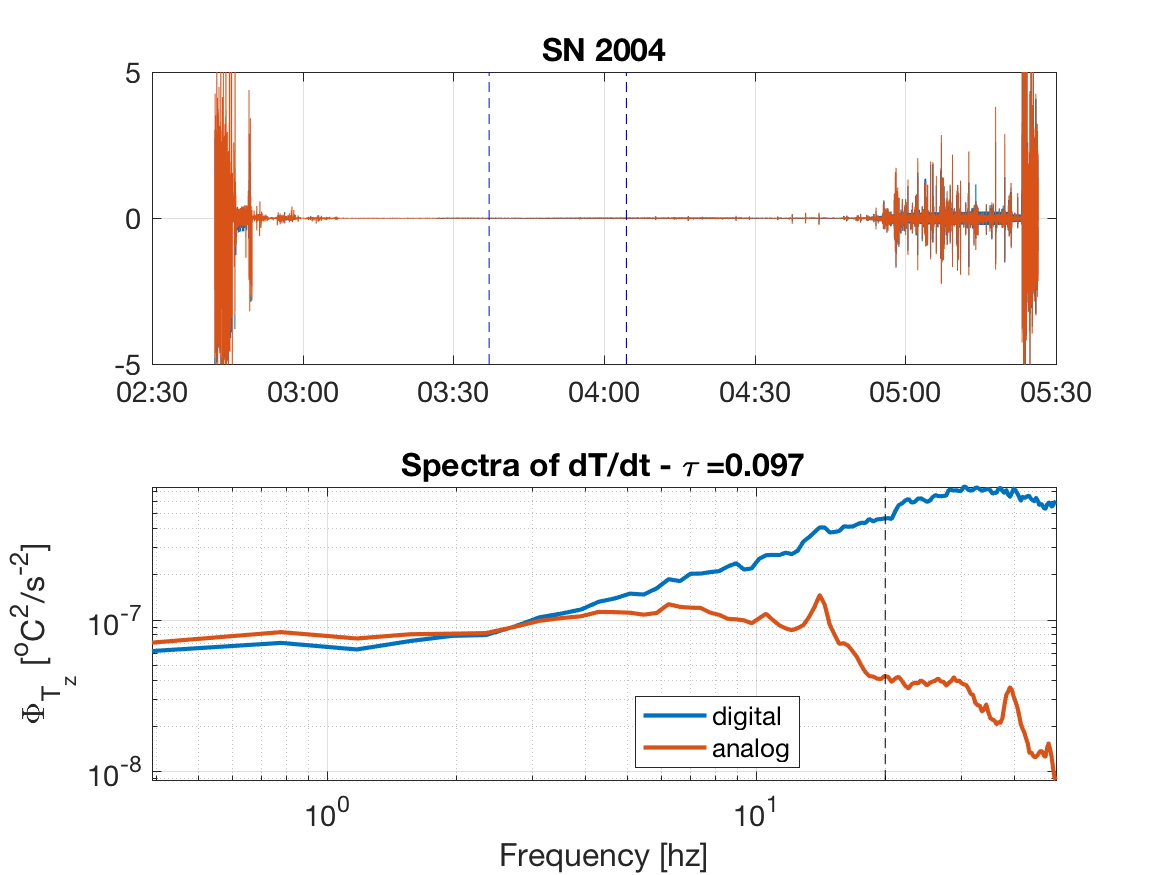 SN 2004
5
0
-5
02:30 03:00 03:30 04:00 04:30 05:00 05:30
Spectra of dT/dt - τ =0.097
Φ_T_z [°C²/s⁻²]
10⁻⁷
10⁻⁸
digital
analog
10⁰ 10¹
Frequency [hz]